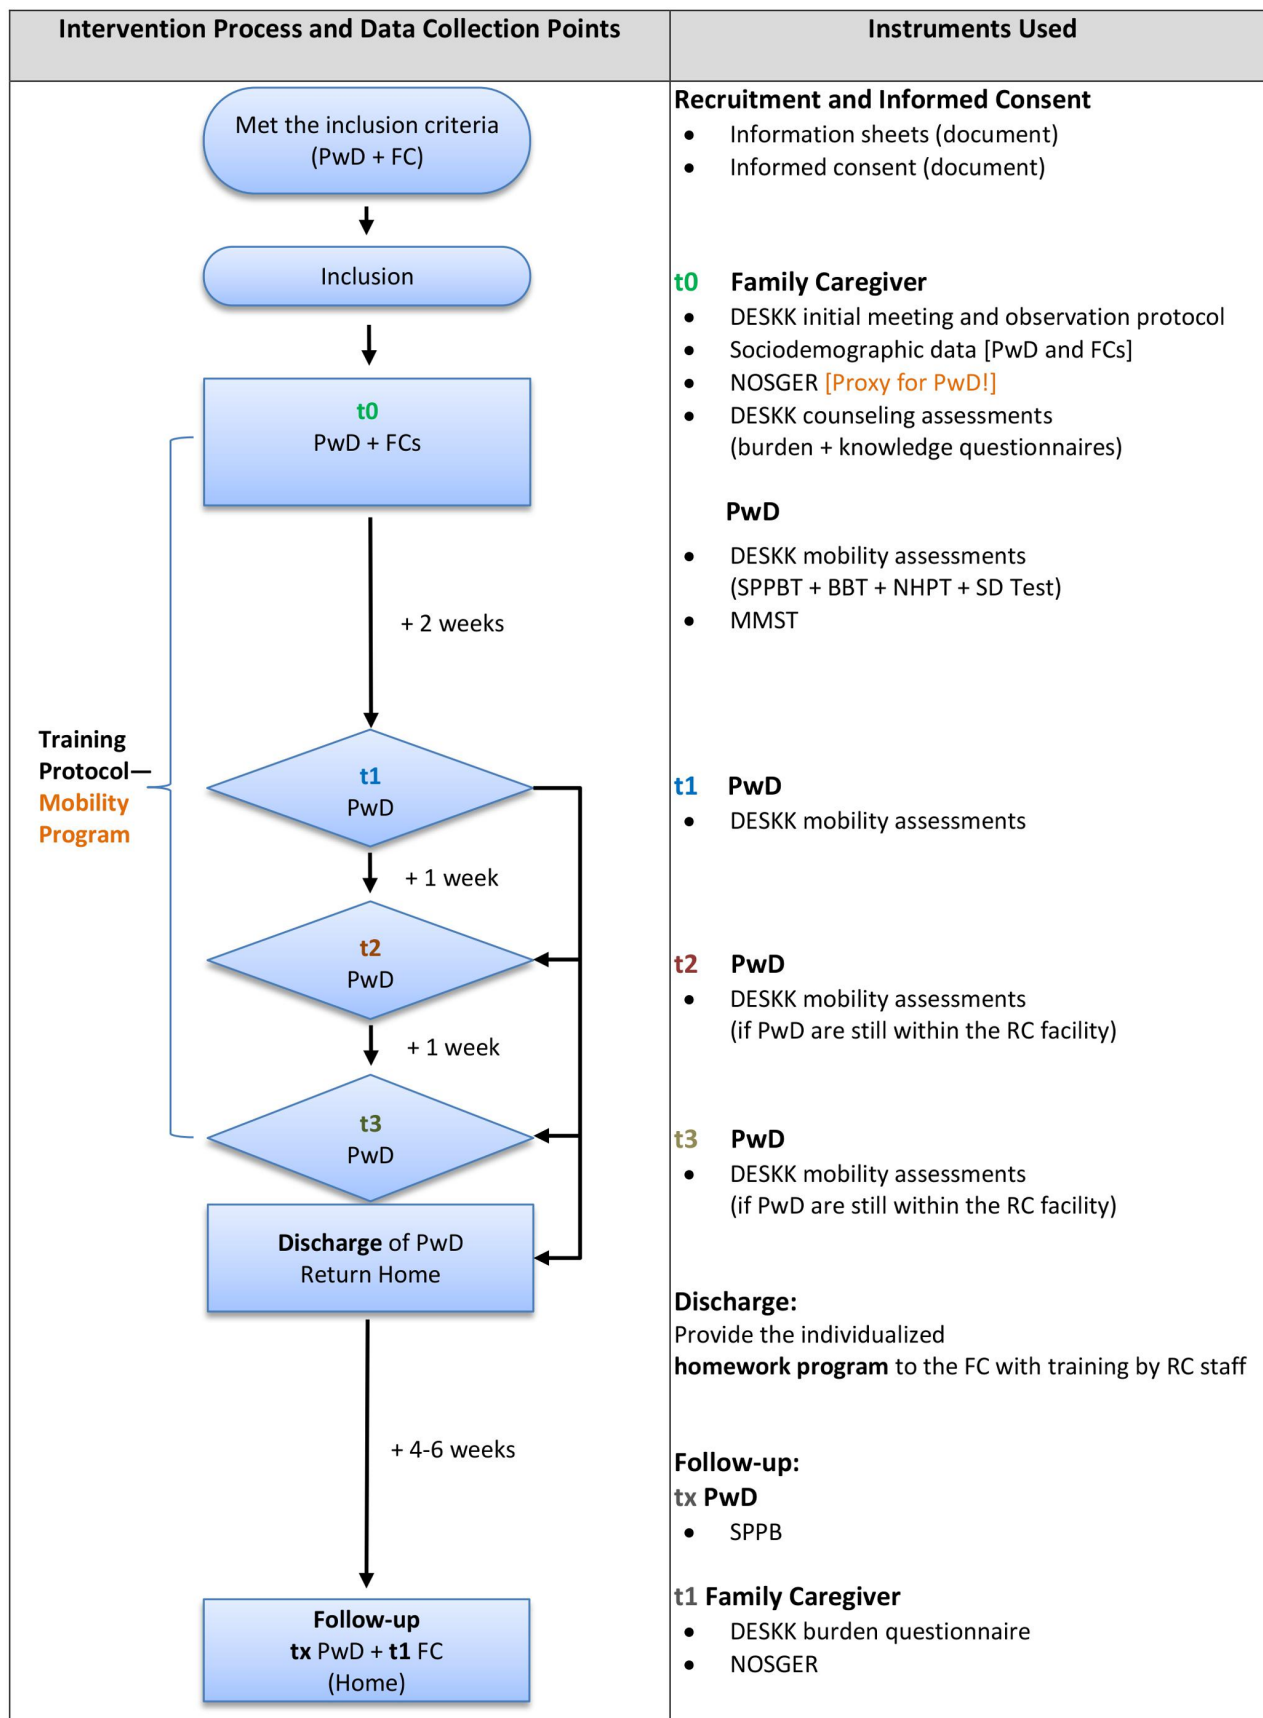 Intervention Process and Data Collection Points
Instruments Used
Met the inclusion criteria
(PwD + FC)
Inclusion
t0
PwD + FCs
+ 2 weeks
Training
Protocol—
Mobility
Program
t1
PwD
+ 1 week
t2
PwD
+ 1 week
t3
PwD
Discharge of PwD
Return Home
+ 4-6 weeks
Follow-up
tx PwD + t1 FC
(Home)
Recruitment and Informed Consent
• Information sheets (document)
• Informed consent (document)
t0 Family Caregiver
• DESKK initial meeting and observation protocol
• Sociodemographic data [PwD and FCs]
• NOSGER [Proxy for PwD!]
• DESKK counseling assessments
(burden + knowledge questionnaires)
PwD
• DESKK mobility assessments
(SPPBT + BBT + NHPT + SD Test)
• MMST
t1 PwD
• DESKK mobility assessments
t2 PwD
• DESKK mobility assessments
(if PwD are still within the RC facility)
t3 PwD
• DESKK mobility assessments
(if PwD are still within the RC facility)
Discharge:
Provide the individualized
homework program to the FC with training by RC staff
Follow-up:
tx PwD
• SPPB
t1 Family Caregiver
• DESKK burden questionnaire
• NOSGER